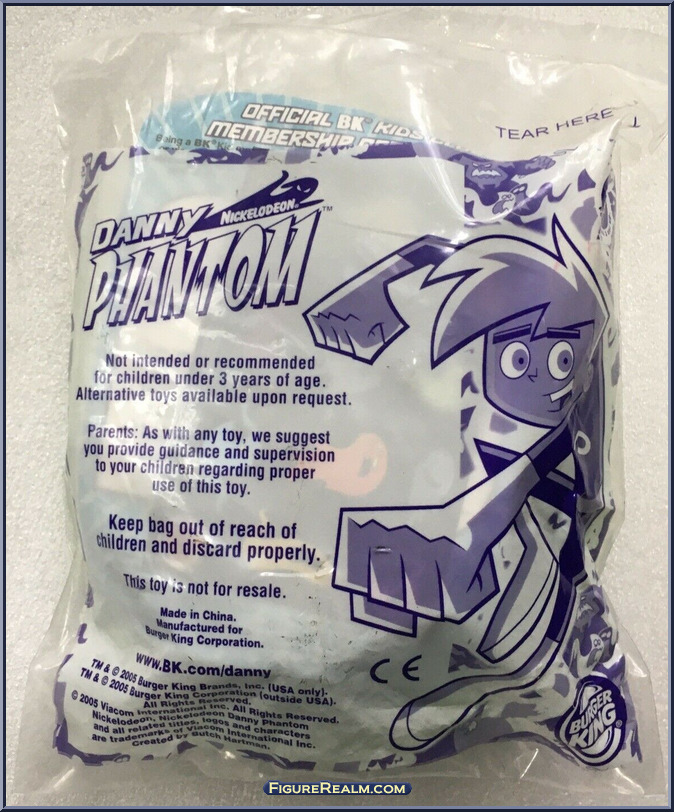 OFFICIAL BK® KIDS
MEMBERSHIP
Being a BK® Kid
TEAR HERE
NICKELODEON®
DANNY
PHANTOM™
Not intended or recommended
for children under 3 years of age.
Alternative toys available upon request.
Parents: As with any toy, we suggest
you provide guidance and supervision
to your children regarding proper
use of this toy.
Keep bag out of reach of
children and discard properly.
This toy is not for resale.
Made in China.
Manufactured for
Burger King Corporation.
www.BK.com/danny
CE
TM & © 2005 Burger King Brands, Inc. (USA only).
TM & © 2005 Burger King Corporation (outside USA).
All Rights Reserved.
© 2005 Viacom International Inc. All Rights Reserved.
Nickelodeon, Nickelodeon Danny Phantom
and all related titles, logos and characters
are trademarks of Viacom International Inc.
Created by Butch Hartman.
BURGER
KING®
FIGUREREALM.COM